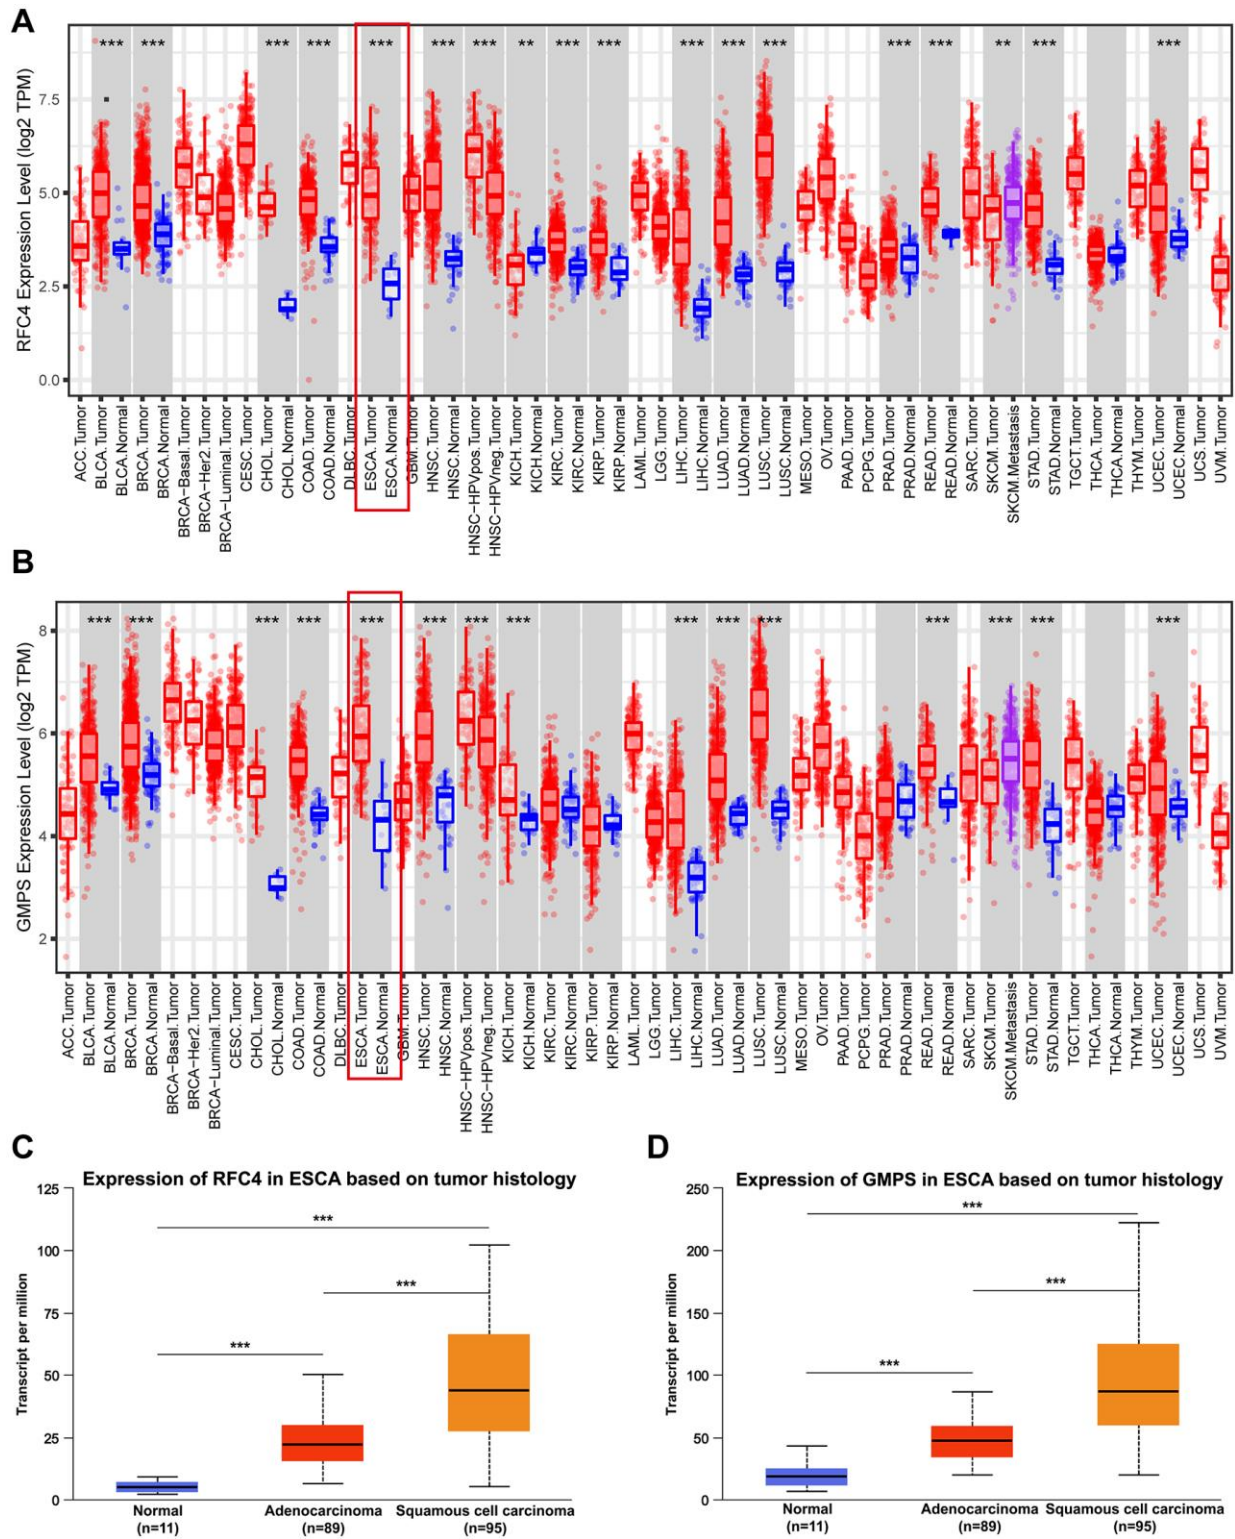 A
RFC4 Expression Level (log2 TPM)
7.5
5.0
2.5
0.0
*** *** *** *** *** *** *** ** *** *** *** *** *** *** *** ** *** ***
ACC.Tumor
BLCA.Tumor
BLCA.Normal
BRCA.Tumor
BRCA.Normal
BRCA-Basal.Tumor
BRCA-Her2.Tumor
BRCA-Luminal.Tumor
CESC.Tumor
CHOL.Tumor
CHOL.Normal
COAD.Tumor
COAD.Normal
DLBC.Tumor
ESCA.Tumor
ESCA.Normal
GBM.Tumor
HNSC.Tumor
HNSC.Normal
HNSC-HPVpos.Tumor
HNSC-HPVneg.Tumor
KICH.Tumor
KICH.Normal
KIRC.Tumor
KIRC.Normal
KIRP.Tumor
KIRP.Normal
LAML.Tumor
LGG.Tumor
LIHC.Tumor
LIHC.Normal
LUAD.Tumor
LUAD.Normal
LUSC.Tumor
LUSC.Normal
MESO.Tumor
OV.Tumor
PAAD.Tumor
PCPG.Tumor
PRAD.Tumor
PRAD.Normal
READ.Tumor
READ.Normal
SARC.Tumor
SKCM.Tumor
SKCM.Metastasis
STAD.Tumor
STAD.Normal
TGCT.Tumor
THCA.Tumor
THCA.Normal
THYM.Tumor
UCEC.Tumor
UCEC.Normal
UCS.Tumor
UVM.Tumor
B
GMPS Expression Level (log2 TPM)
8
6
4
2
*** *** *** *** *** *** *** *** *** *** *** *** *** *** ***
ACC.Tumor
BLCA.Tumor
BLCA.Normal
BRCA.Tumor
BRCA.Normal
BRCA-Basal.Tumor
BRCA-Her2.Tumor
BRCA-Luminal.Tumor
CESC.Tumor
CHOL.Tumor
CHOL.Normal
COAD.Tumor
COAD.Normal
DLBC.Tumor
ESCA.Tumor
ESCA.Normal
GBM.Tumor
HNSC.Tumor
HNSC.Normal
HNSC-HPVpos.Tumor
HNSC-HPVneg.Tumor
KICH.Tumor
KICH.Normal
KIRC.Tumor
KIRC.Normal
KIRP.Tumor
KIRP.Normal
LAML.Tumor
LGG.Tumor
LIHC.Tumor
LIHC.Normal
LUAD.Tumor
LUAD.Normal
LUSC.Tumor
LUSC.Normal
MESO.Tumor
OV.Tumor
PAAD.Tumor
PCPG.Tumor
PRAD.Tumor
PRAD.Normal
READ.Tumor
READ.Normal
SARC.Tumor
SKCM.Tumor
SKCM.Metastasis
STAD.Tumor
STAD.Normal
TGCT.Tumor
THCA.Tumor
THCA.Normal
THYM.Tumor
UCEC.Tumor
UCEC.Normal
UCS.Tumor
UVM.Tumor
C
Expression of RFC4 in ESCA based on tumor histology
Transcript per million
125
100
75
50
25
0
***
***
***
Normal
(n=11)
Adenocarcinoma
(n=89)
Squamous cell carcinoma
(n=95)
D
Expression of GMPS in ESCA based on tumor histology
Transcript per million
250
200
150
100
50
0
***
***
***
Normal
(n=11)
Adenocarcinoma
(n=89)
Squamous cell carcinoma
(n=95)